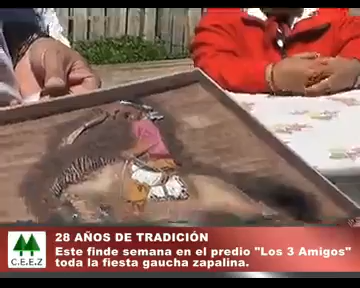 28 AÑOS DE TRADICIÓN
Este finde semana en el predio "Los 3 Amigos"
toda la fiesta gaucha zapalina.
C.E.E.Z